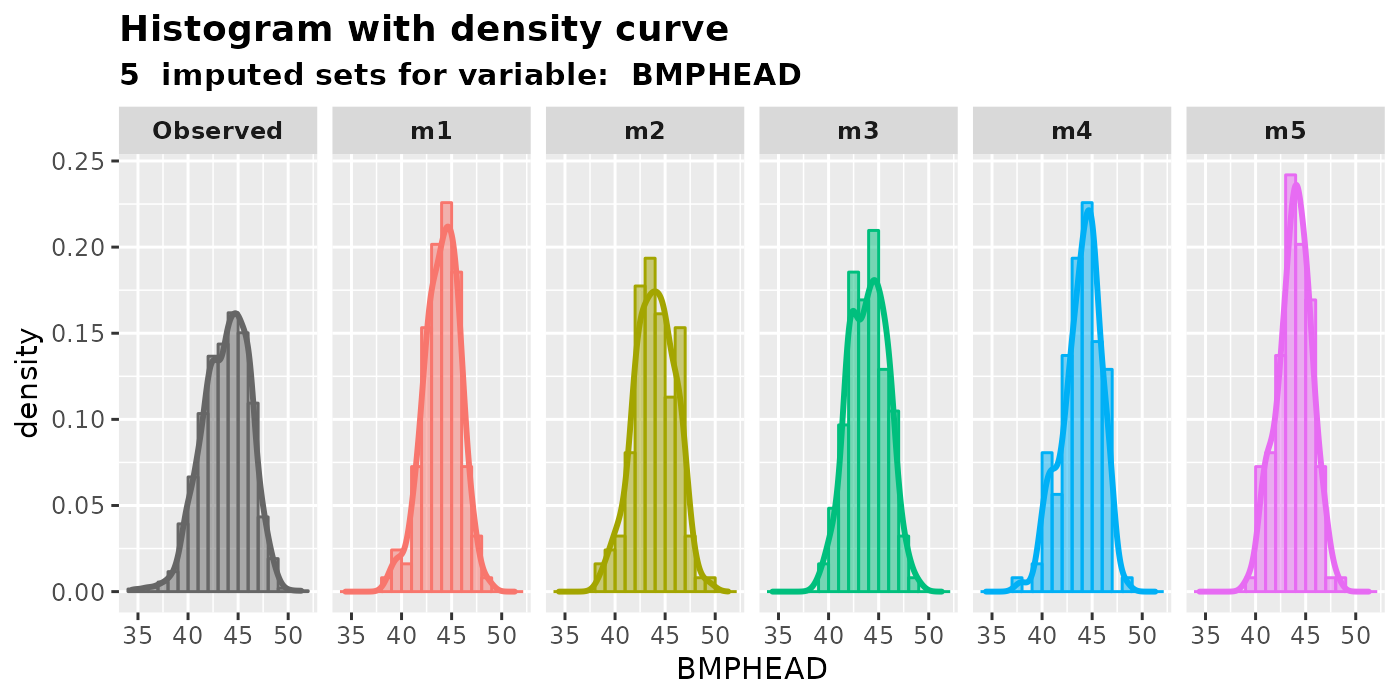 Histogram with density curve
5 imputed sets for variable: BMPHEAD
Observed m1 m2 m3 m4 m5
0.25
0.20
0.15
0.10
0.05
0.00
density
35 40 45 50 35 40 45 50 35 40 45 50 35 40 45 50 35 40 45 50 35 40 45 50
BMPHEAD